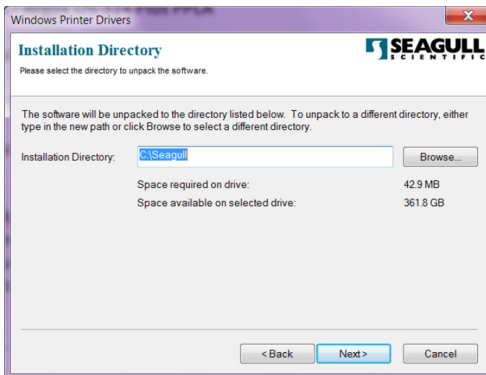 Windows Printer Drivers
Installation Directory
SEAGULL
SCIENTIFIC
Please select the directory to unpack the software.
The software will be unpacked to the directory listed below. To unpack to a different directory, either
type in the new path or click Browse to select a different directory.
Installation Directory: C:\Seagull Browse...
Space required on drive: 42.9 MB
Space available on selected drive: 361.8 GB
< Back Next > Cancel